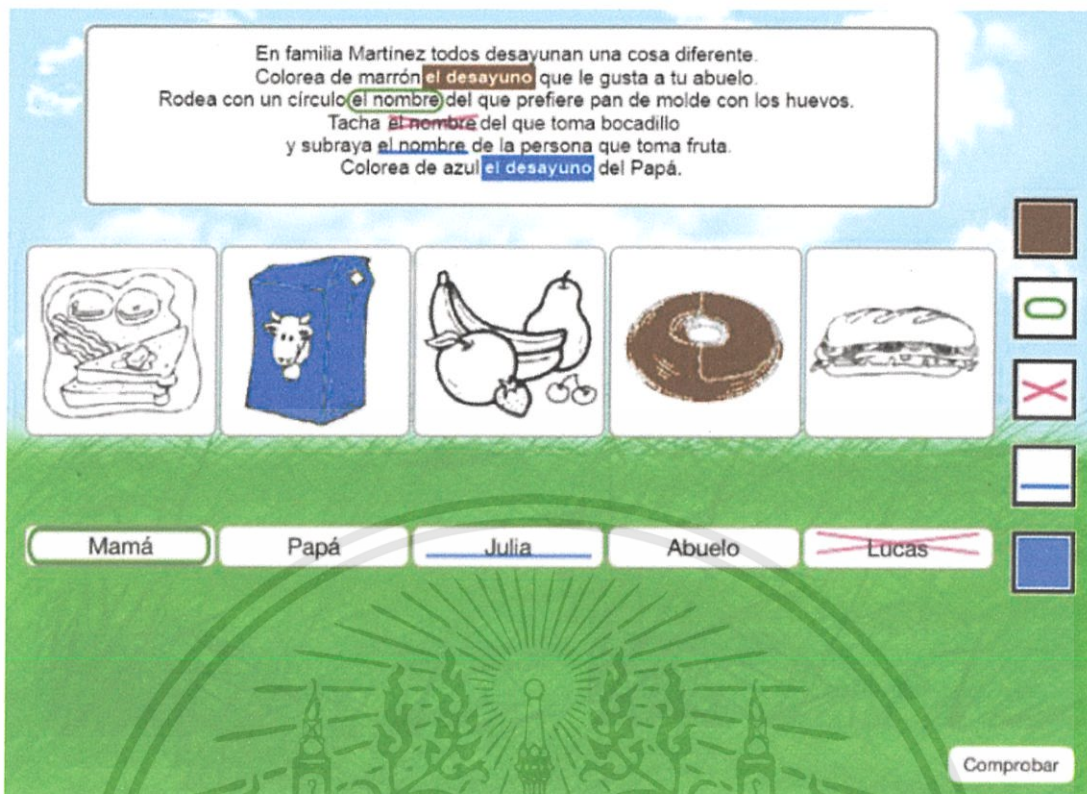 En familia Martínez todos desayunan una cosa diferente.
Colorea de marrón el desayuno que le gusta a tu abuelo.
Rodea con un círculo el nombre del que prefiere pan de molde con los huevos.
Tacha el nombre del que toma bocadillo
y subraya el nombre de la persona que toma fruta.
Colorea de azul el desayuno del Papá.
Mamá Papá Julia Abuelo Lucas
Comprobar